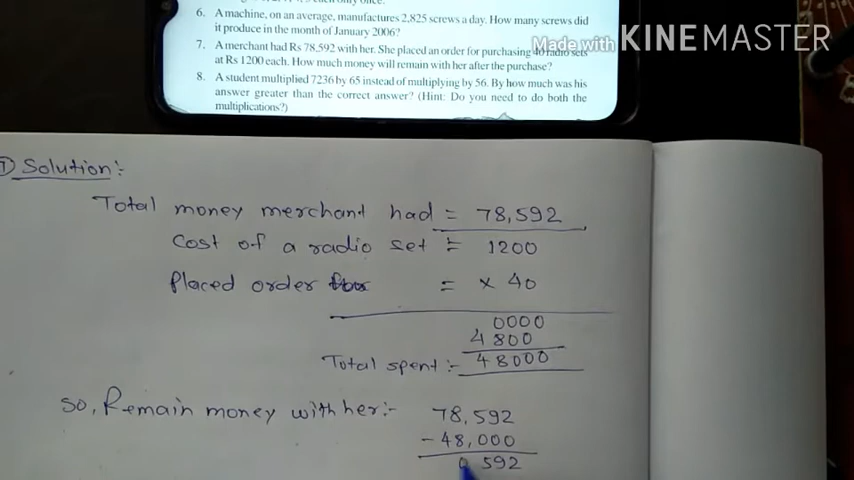 6. A machine, on an average, manufactures 2,825 screws a day. How many screws did
it produce in the month of January 2006?
7. A merchant had Rs 78,592 with her. She placed an order for purchasing 40 radio sets
at Rs 1200 each. How much money will remain with her after the purchase?
Made with KINEMASTER
8. A student multiplied 7236 by 65 instead of multiplying by 56. By how much was his
answer greater than the correct answer? (Hint: Do you need to do both the
multiplications?)
7) Solution:-
Total money merchant had = 78,592
Cost of a radio set = 1200
Placed order for = × 40
0000
4800
Total spent:- 48000
So, Remain money with her:- 78,592
- 48,000
0592